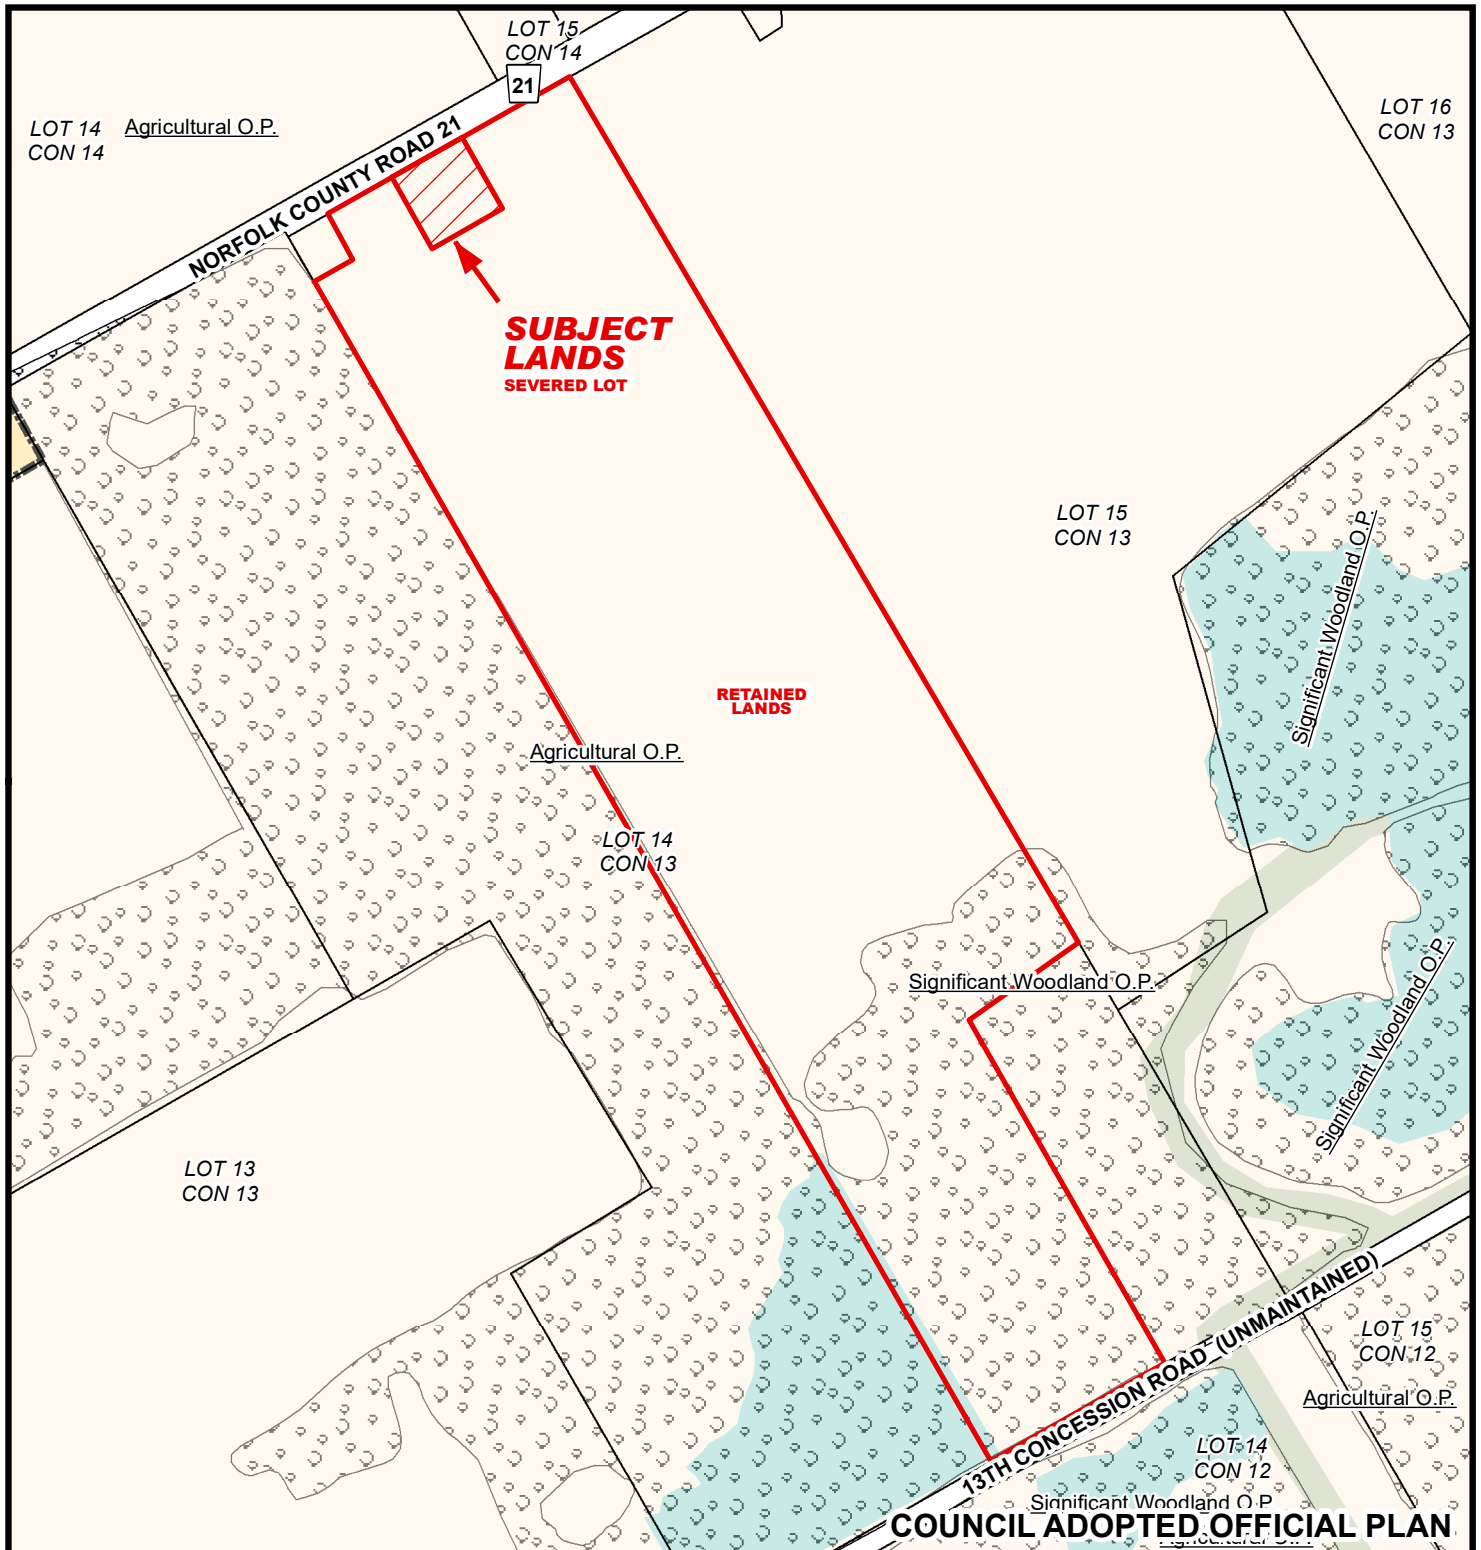 LOT 15
CON 14
21
LOT 14
CON 14
Agricultural O.P.
LOT 16
CON 13
NORFOLK COUNTY ROAD 21
SUBJECT
LANDS
SEVERED LOT
LOT 15
CON 13
Significant Woodland O.P.
RETAINED
LANDS
Agricultural O.P.
LOT 14
CON 13
Significant Woodland O.P.
Significant Woodland O.P.
LOT 13
CON 13
13TH CONCESSION ROAD (UNMAINTAINED)
LOT 15
CON 12
Agricultural O.P.
LOT 14
CON 12
Significant Woodland O.P.
COUNCIL ADOPTED OFFICIAL PLAN
Agricultural O.P.